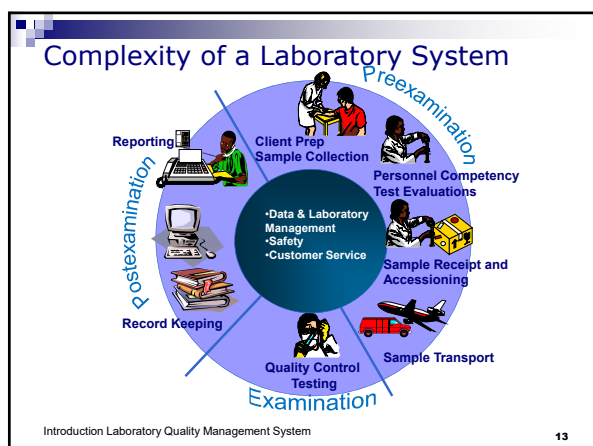 Complexity of a Laboratory System
Preexamination
Reporting
Client Prep
Sample Collection
Personnel Competency
Test Evaluations
•Data & Laboratory
Management
•Safety
•Customer Service
Postexamination
Sample Receipt and
Accessioning
Record Keeping
Sample Transport
Quality Control
Testing
Examination
Introduction Laboratory Quality Management System
13